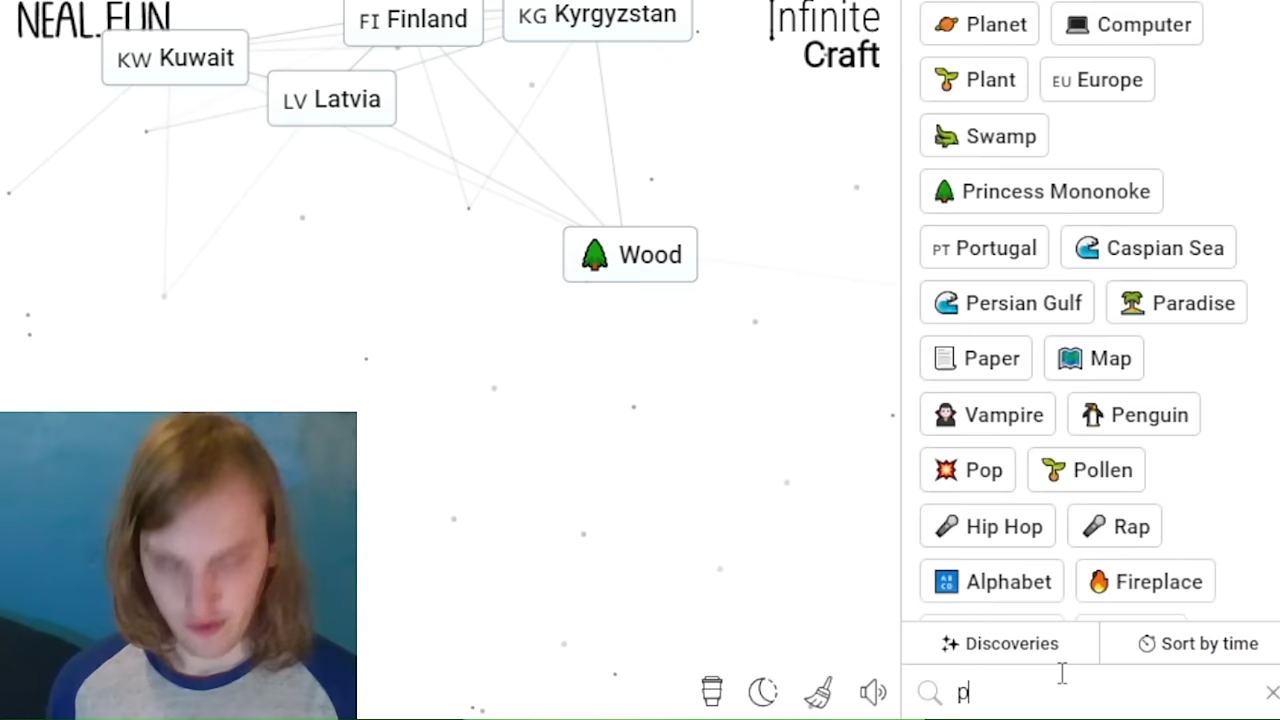 NEAL.FUN
KW Kuwait
FI Finland
KG Kyrgyzstan
LV Latvia
Wood
Infinite
Craft
Planet
Computer
Plant
EU Europe
Swamp
Princess Mononoke
PT Portugal
Caspian Sea
Persian Gulf
Paradise
Paper
Map
Vampire
Penguin
Pop
Pollen
Hip Hop
Rap
Alphabet
Fireplace
Discoveries
Sort by time
p